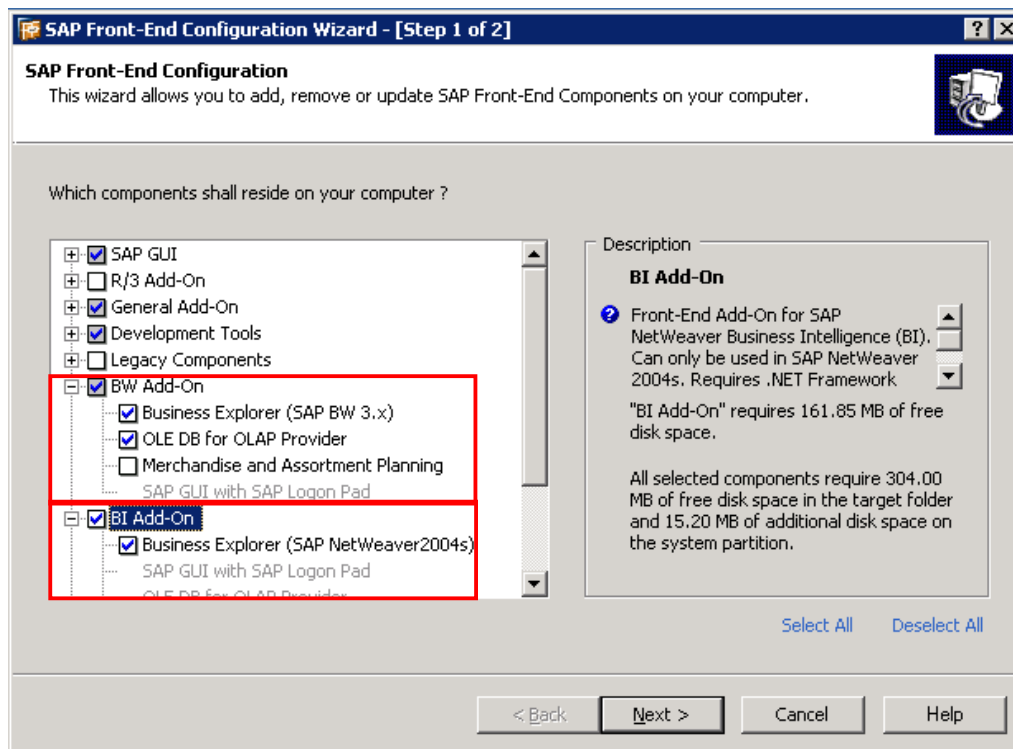 SAP Front-End Configuration Wizard - [Step 1 of 2]
SAP Front-End Configuration
This wizard allows you to add, remove or update SAP Front-End Components on your computer.
Which components shall reside on your computer ?
SAP GUI
R/3 Add-On
General Add-On
Development Tools
Legacy Components
BW Add-On
Business Explorer (SAP BW 3.x)
OLE DB for OLAP Provider
Merchandise and Assortment Planning
SAP GUI with SAP Logon Pad
BI Add-On
Business Explorer (SAP NetWeaver2004s)
SAP GUI with SAP Logon Pad
OLE DB for OLAP Provider
Description
BI Add-On
Front-End Add-On for SAP
NetWeaver Business Intelligence (BI).
Can only be used in SAP NetWeaver
2004s. Requires .NET Framework
"BI Add-On" requires 161.85 MB of free
disk space.
All selected components require 304.00
MB of free disk space in the target folder
and 15.20 MB of additional disk space on
the system partition.
Select All Deselect All
< Back Next > Cancel Help